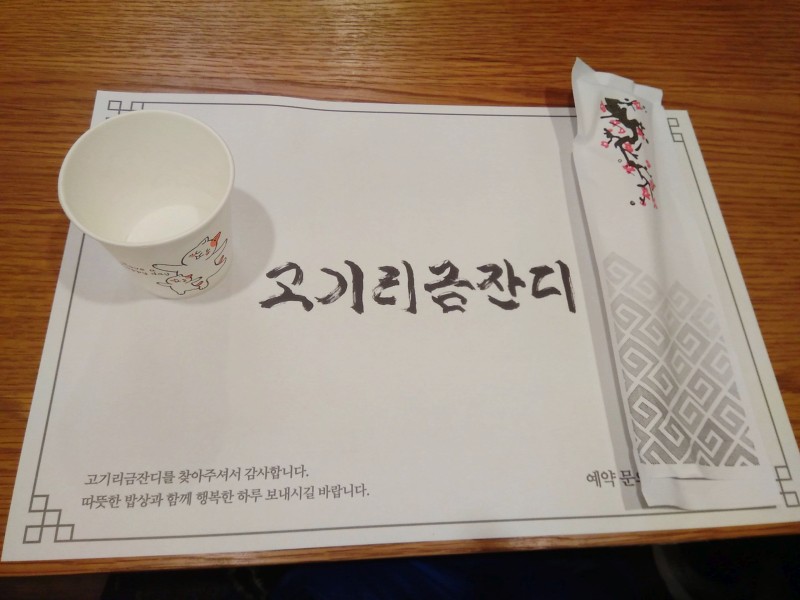 고기리금잔디
고기리금잔디를 찾아주셔서 감사합니다.
따뜻한 밥상과 함께 행복한 하루 보내시길 바랍니다.
예약